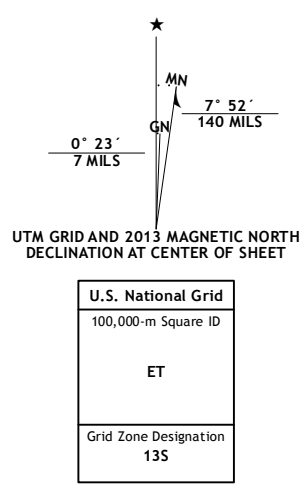 MN
7° 52´
140 MILS
GN
0° 23´
7 MILS
UTM GRID AND 2013 MAGNETIC NORTH
DECLINATION AT CENTER OF SHEET
U.S. National Grid
100,000-m Square ID
ET
Grid Zone Designation
13S